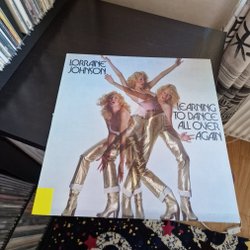 LORRAINE
JOHNSON
LEARNING
TO DANCE
ALL OVER
AGAIN